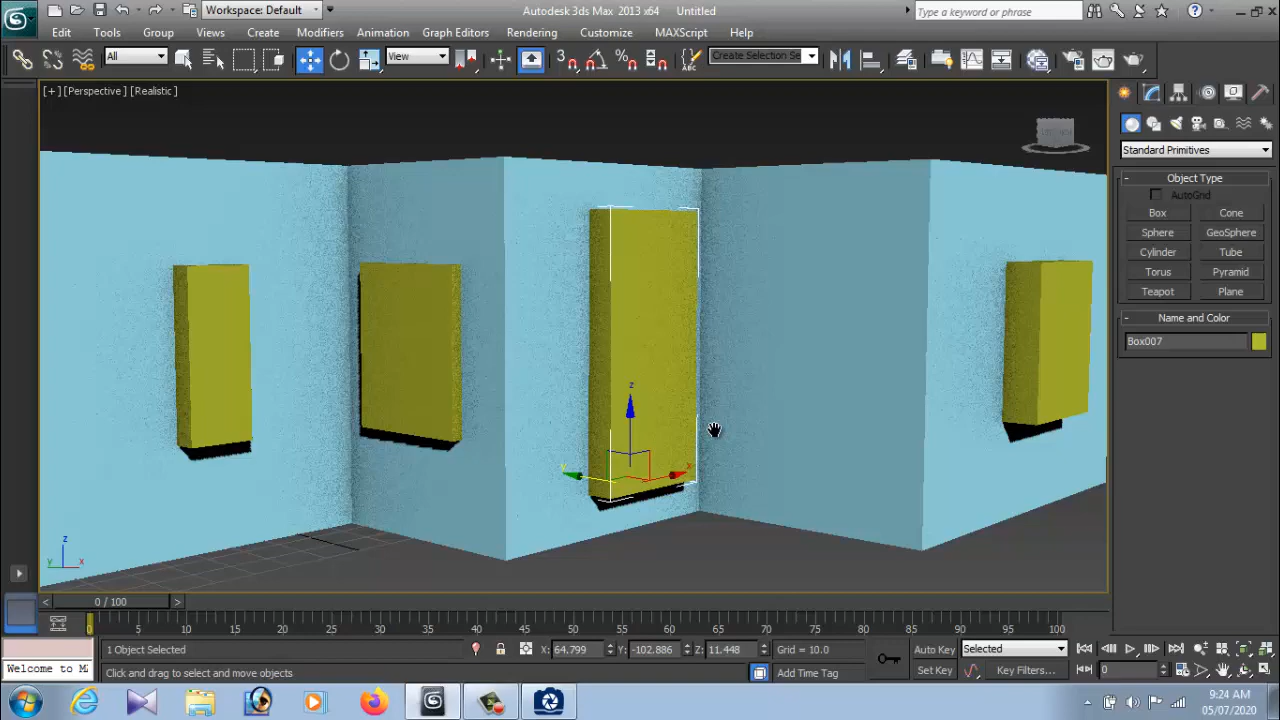 Workspace: Default
Autodesk 3ds Max 2013 x64 Untitled
Type a keyword or phrase
Edit Tools Group Views Create Modifiers Animation Graph Editors Rendering Customize MAXScript Help
All
View
3
Create Selection Se
[+] [Perspective] [Realistic]
Standard Primitives
- Object Type
AutoGrid
Box Cone
Sphere GeoSphere
Cylinder Tube
Torus Pyramid
Teapot Plane
- Name and Color
Box007
z
y x
z
y x
< 0 / 100 >
0 5 10 15 20 25 30 35 40 45 50 55 60 65 70 75 80 85 90 95 100
1 Object Selected
X: 64.799 Y: -102.886 Z: 11.448 Grid = 10.0
Auto Key Selected
Welcome to M
Click and drag to select and move objects
Add Time Tag
Set Key Key Filters... 0
9:24 AM
05/07/2020